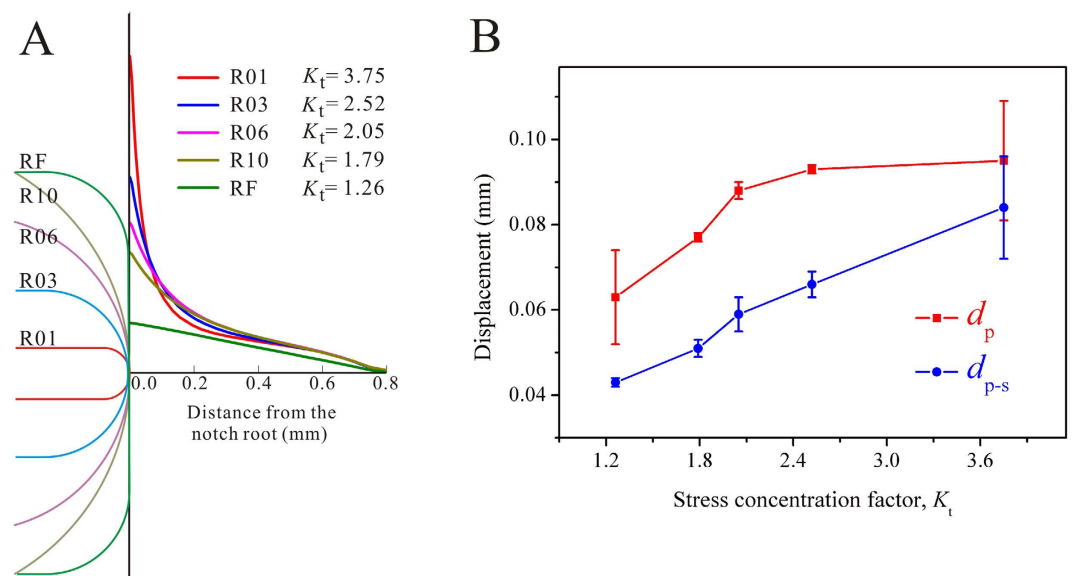 A
R01 Kt= 3.75
R03 Kt= 2.52
R06 Kt= 2.05
R10 Kt= 1.79
RF Kt= 1.26
RF
R10
R06
R03
R01
0.0 0.2 0.4 0.6 0.8
Distance from the
notch root (mm)
B
Displacement (mm)
0.10
0.08
0.06
0.04
dp
dp-s
1.2 1.8 2.4 3.0 3.6
Stress concentration factor, Kt